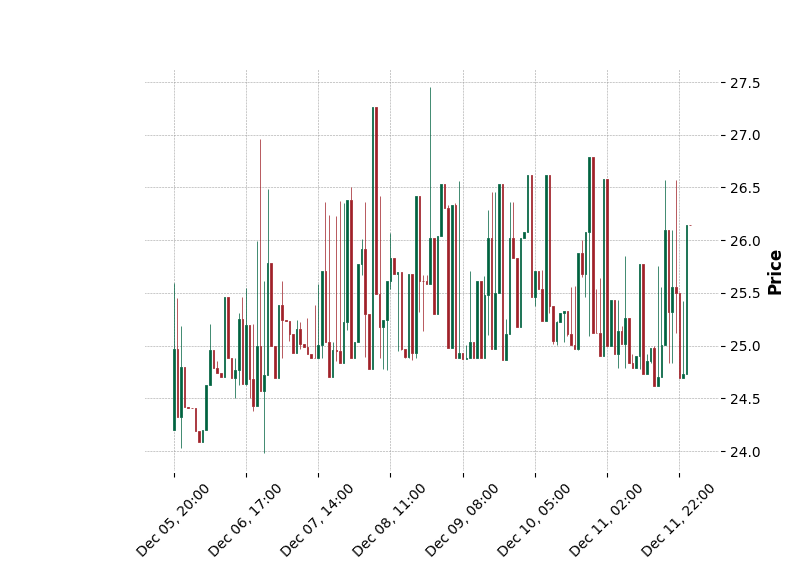 27.5
27.0
26.5
26.0
25.5
25.0
24.5
24.0
Price
Dec 05, 20:00
Dec 06, 17:00
Dec 07, 14:00
Dec 08, 11:00
Dec 09, 08:00
Dec 10, 05:00
Dec 11, 02:00
Dec 11, 22:00